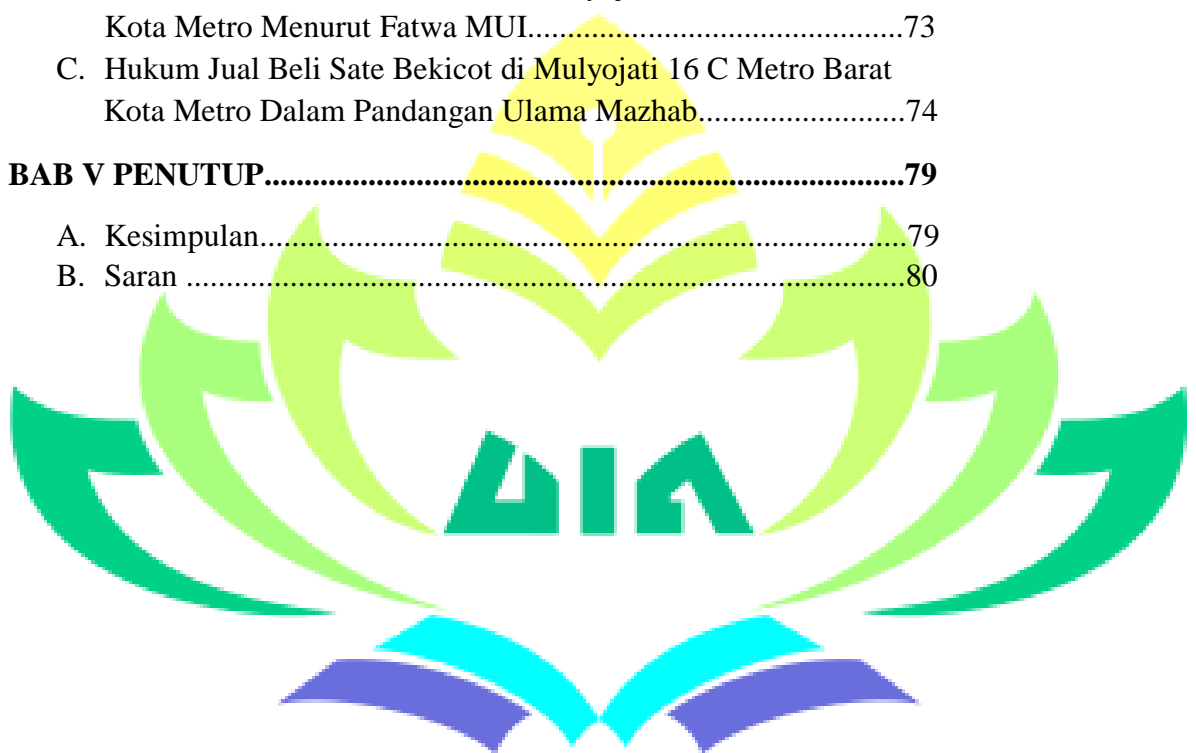 Kota Metro Menurut Fatwa MUI............................................73
C. Hukum Jual Beli Sate Bekicot di Mulyojati 16 C Metro Barat
Kota Metro Dalam Pandangan Ulama Mazhab........................74
BAB V PENUTUP..........................................................................79
A. Kesimpulan...........................................................................79
B. Saran ....................................................................................80